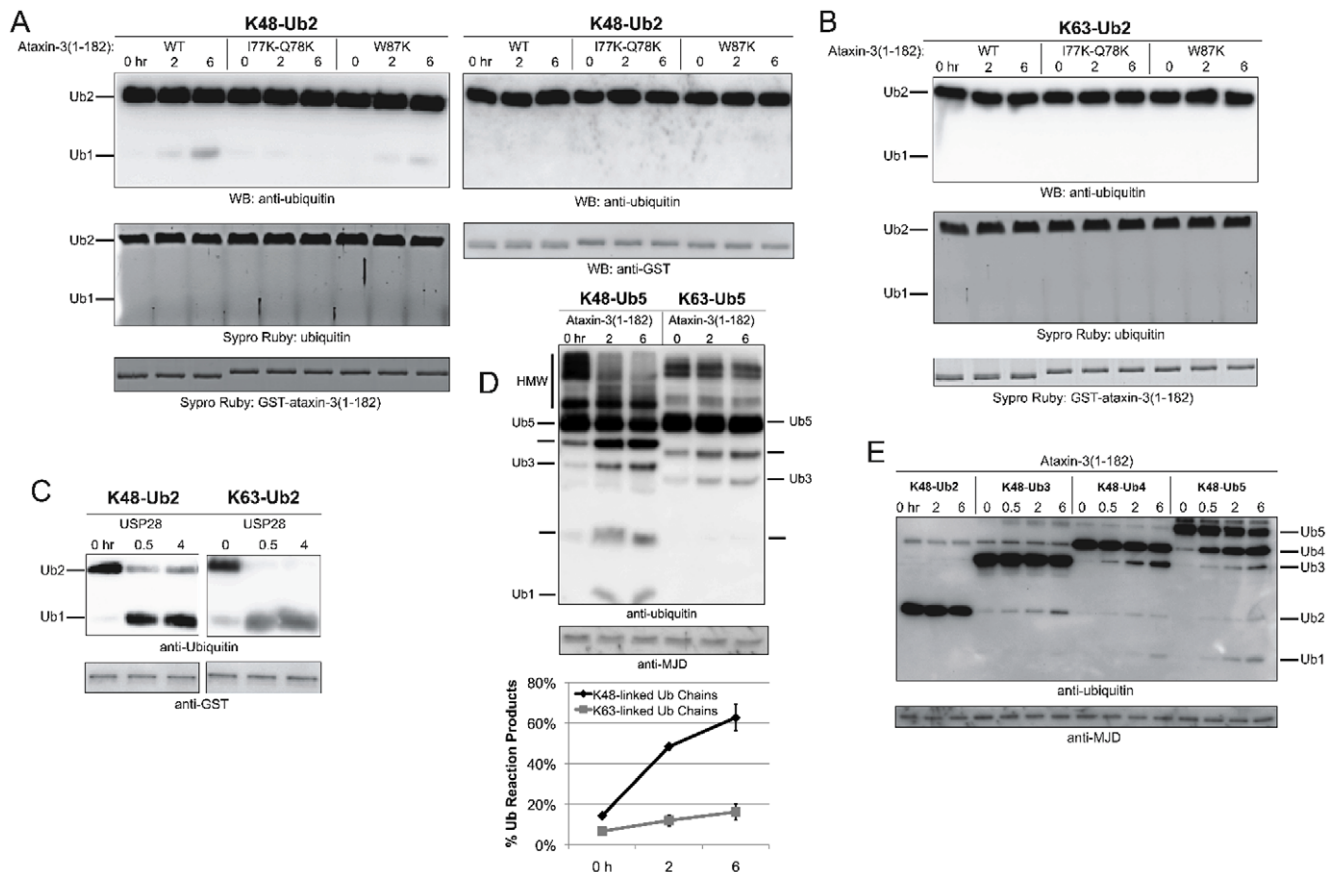 A
K48-Ub2
Ataxin-3(1-182): WT I77K-Q78K W87K
0 hr 2 6 0 2 6 0 2 6
Ub2
Ub1
WB: anti-ubiquitin
Ub2
Ub1
Sypro Ruby: ubiquitin
Sypro Ruby: GST-ataxin-3(1-182)
K48-Ub2
WT I77K-Q78K W87K
0 hr 2 6 0 2 6 0 2 6
WB: anti-ubiquitin
WB: anti-GST
B
K63-Ub2
Ataxin-3(1-182): WT I77K-Q78K W87K
0 hr 2 6 0 2 6 0 2 6
Ub2
Ub1
WB: anti-ubiquitin
Ub2
Ub1
Sypro Ruby: ubiquitin
Sypro Ruby: GST-ataxin-3(1-182)
C
K48-Ub2 K63-Ub2
USP28 USP28
0 hr 0.5 4 0 0.5 4
Ub2
Ub1
anti-Ubiquitin
anti-GST
D
K48-Ub5 K63-Ub5
Ataxin-3(1-182) Ataxin-3(1-182)
0 hr 2 6 0 2 6
HMW
Ub5 Ub5
Ub3 Ub3
Ub1
anti-ubiquitin
anti-MJD
80%
K48-linked Ub Chains
K63-linked Ub Chains
60%
40%
20%
0%
% Ub Reaction Products
0 h 2 6
E
Ataxin-3(1-182)
K48-Ub2 K48-Ub3 K48-Ub4 K48-Ub5
0 hr 2 6 0 0.5 2 6 0 0.5 2 6 0 0.5 2 6
Ub5
Ub4
Ub3
Ub2
Ub1
anti-ubiquitin
anti-MJD